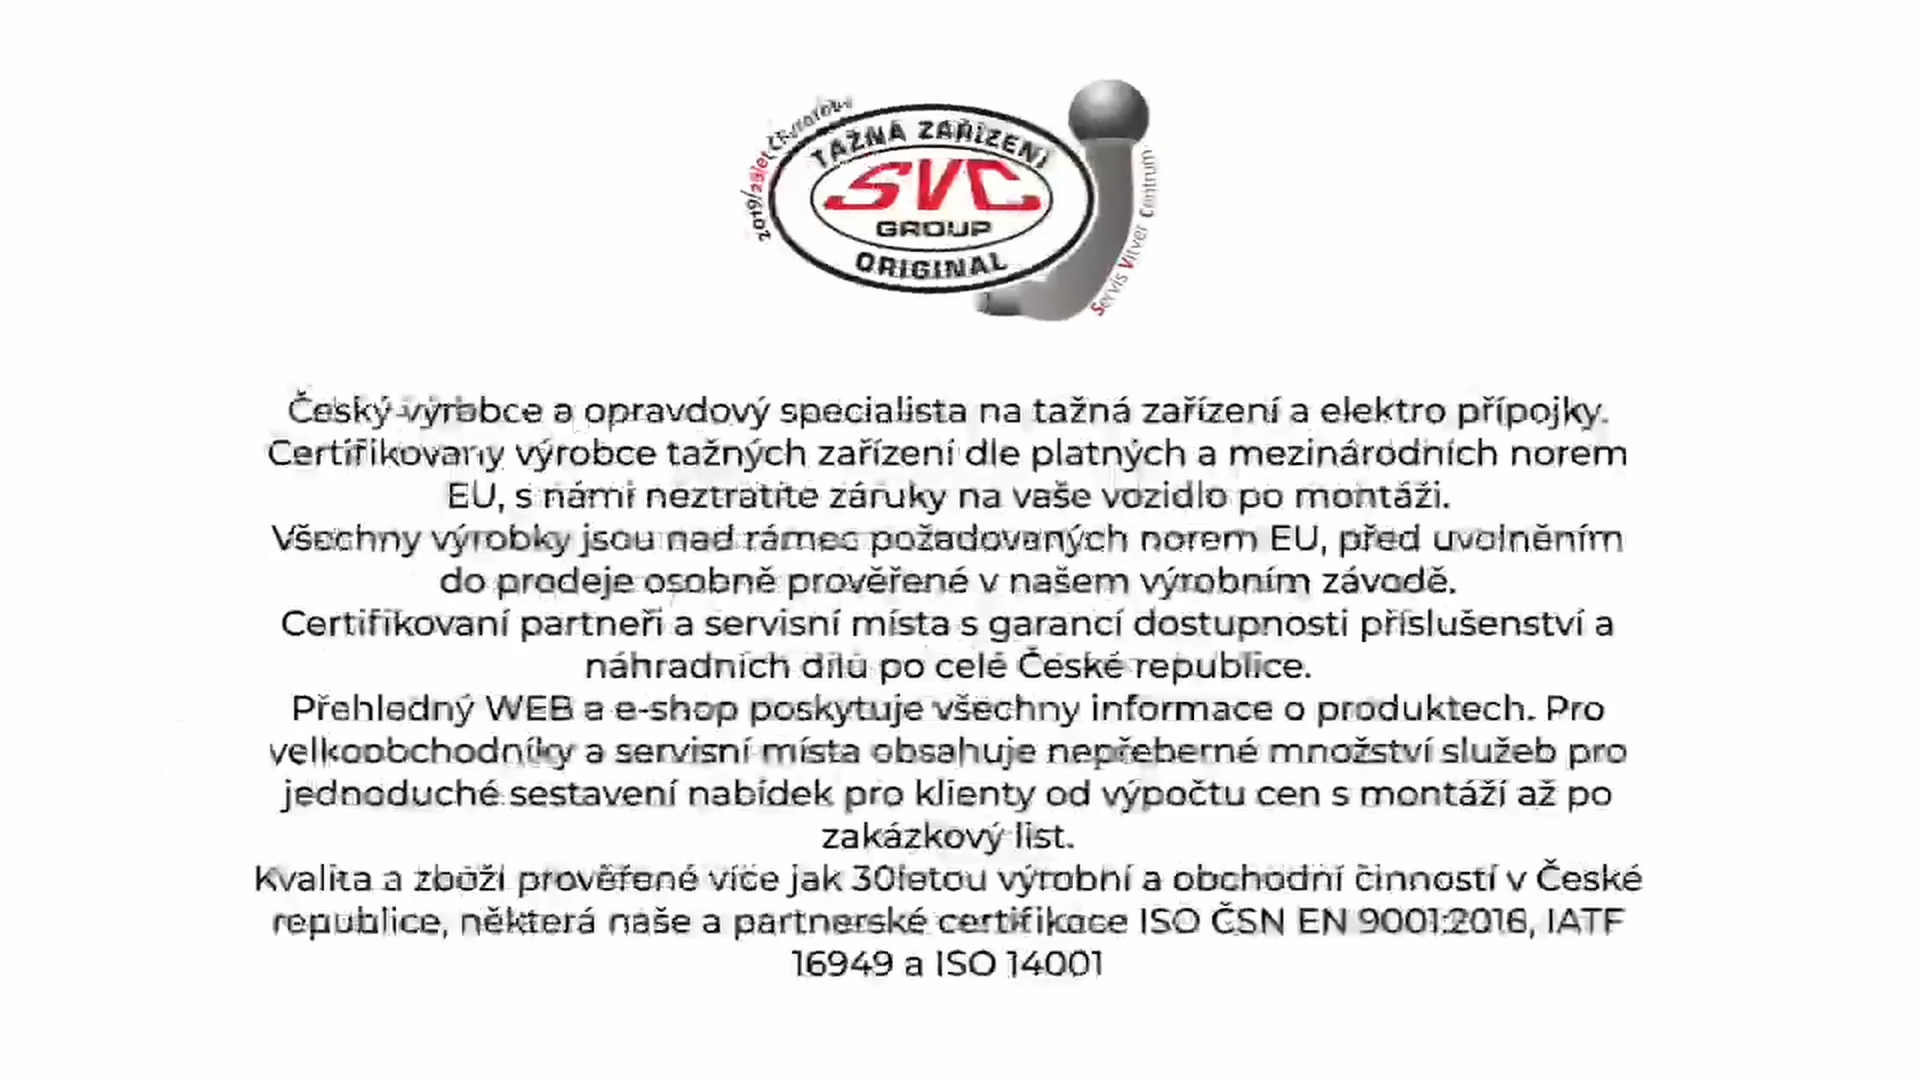 TAŽNÁ ZAŘÍZENÍ
SVC
GROUP
ORIGINAL
Servis Vitver Centrum
Český výrobce a opravdový specialista na tažná zařízení a elektro přípojky.
Certifikovaný výrobce tažných zařízení dle platných a mezinárodních norem
EU, s námi neztratíte záruky na vaše vozidlo po montáži.
Všechny výrobky jsou nad rámec požadovaných norem EU, před uvolněním
do prodeje osobně prověřené v našem výrobním závodě.
Certifikovaní partneři a servisní místa s garancí dostupnosti příslušenství a
náhradních dílů po celé České republice.
Přehledný WEB a e-shop poskytuje všechny informace o produktech. Pro
velkoobchodníky a servisní místa obsahuje nepřeberné množství služeb pro
jednoduché sestavení nabídek pro klienty od výpočtu cen s montáží až po
zakázkový list.
Kvalita a zboží prověřené více jak 30letou výrobní a obchodní činností v České
republice, některá naše a partnerské certifikace ISO ČSN EN 9001:2016, IATF
16949 a ISO 14001